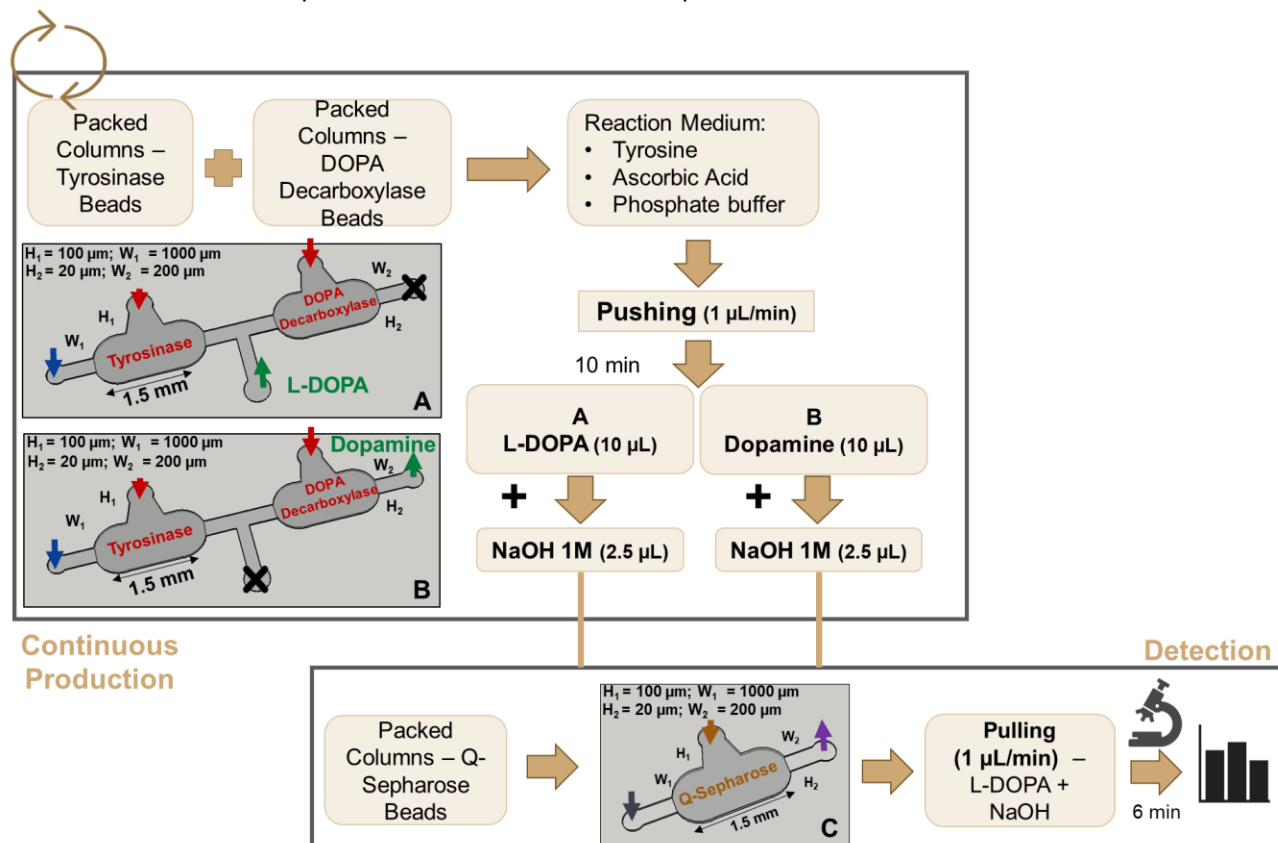 Packed
Columns –
Tyrosinase
Beads
Packed
Columns –
DOPA
Decarboxylase
Beads
Reaction Medium:
• Tyrosine
• Ascorbic Acid
• Phosphate buffer
H₁ = 100 µm; W₁ = 1000 µm
H₂ = 20 µm; W₂ = 200 µm
W₂
DOPA
Decarboxylase
H₁
H₂
W₁
Tyrosinase
1.5 mm
L-DOPA
A
Pushing (1 µL/min)
10 min
A
L-DOPA (10 µL)
B
Dopamine (10 µL)
H₁ = 100 µm; W₁ = 1000 µm
H₂ = 20 µm; W₂ = 200 µm
Dopamine
W₂
DOPA
Decarboxylase
H₁
H₂
W₁
Tyrosinase
1.5 mm
B
+
+
NaOH 1M (2.5 µL)
NaOH 1M (2.5 µL)
Continuous
Production
Detection
Packed
Columns – Q-
Sepharose
Beads
H₁ = 100 µm; W₁ = 1000 µm
H₂ = 20 µm; W₂ = 200 µm
W₂
H₁
W₁
Q-Sepharose
H₂
1.5 mm
C
Pulling
(1 µL/min) –
L-DOPA +
NaOH
6 min